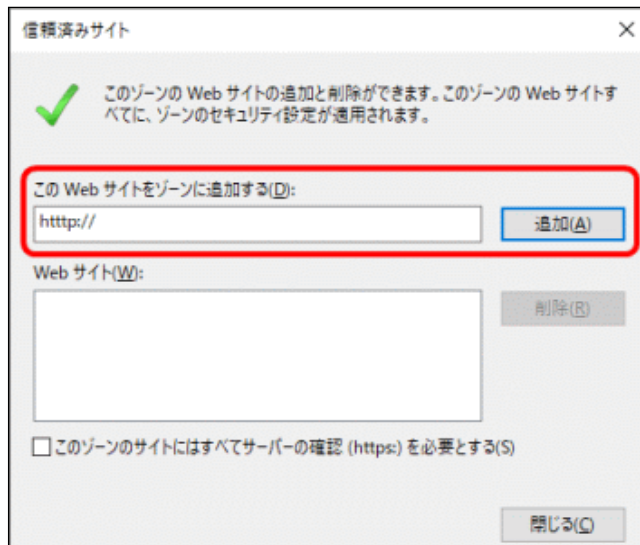 信頼済みサイト
このゾーンの Web サイトの追加と削除ができます。このゾーンの Web サイトす
べてに、ゾーンのセキュリティ設定が適用されます。
この Web サイトをゾーンに追加する(D):
htttp://
追加(A)
Web サイト(W):
削除(R)
このゾーンのサイトにはすべてサーバーの確認 (https:) を必要とする(S)
閉じる(C)